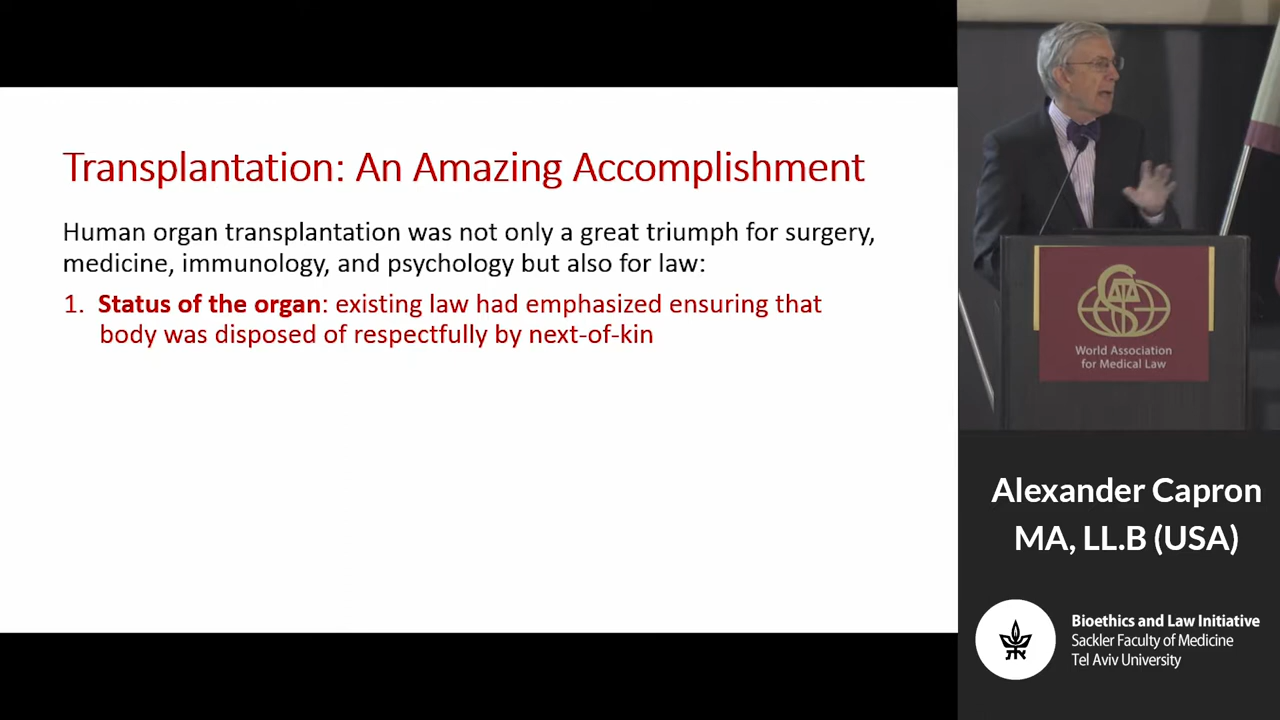 Transplantation: An Amazing Accomplishment
Human organ transplantation was not only a great triumph for surgery,
medicine, immunology, and psychology but also for law:
1. Status of the organ: existing law had emphasized ensuring that
body was disposed of respectfully by next-of-kin
World Association
for Medical Law
Alexander Capron
MA, LL.B (USA)
Bioethics and Law Initiative
Sackler Faculty of Medicine
Tel Aviv University